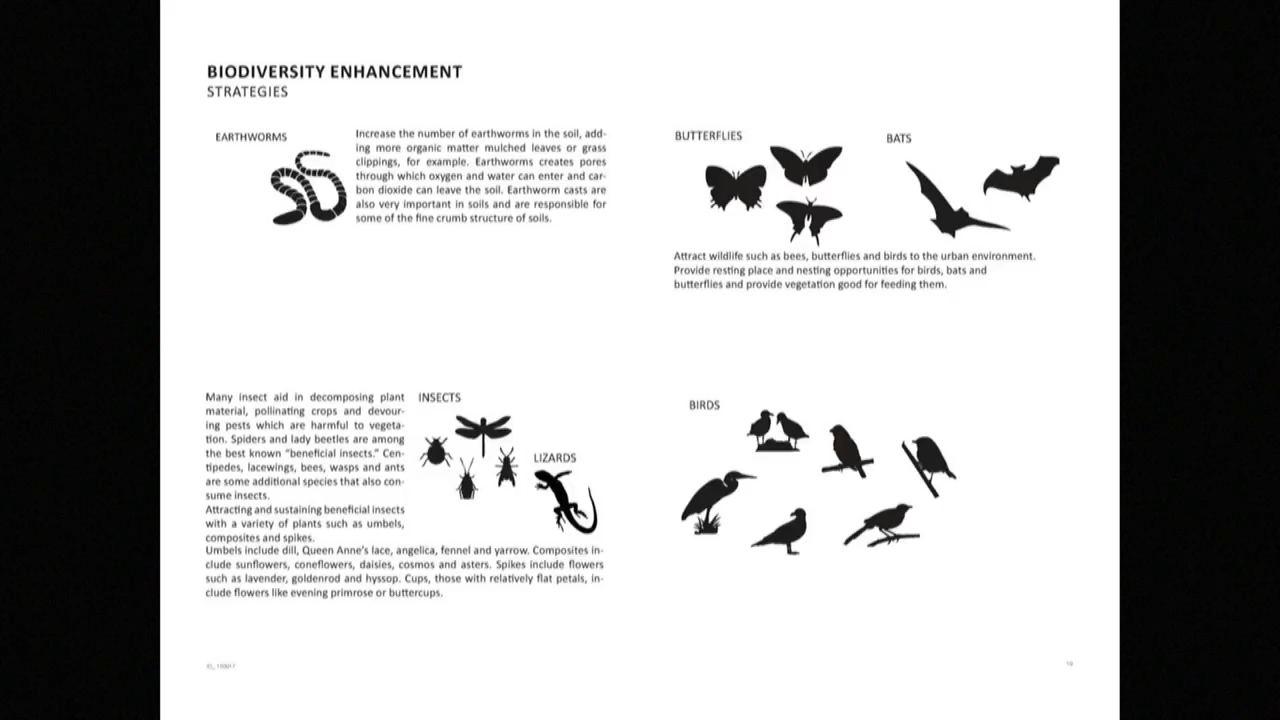 BIODIVERSITY ENHANCEMENT
STRATEGIES
EARTHWORMS
Increase the number of earthworms in the soil, add-
ing more organic matter mulched leaves or grass
clippings, for example. Earthworms creates pores
through which oxygen and water can enter and car-
bon dioxide can leave the soil. Earthworm casts are
also very important in soils and are responsible for
some of the fine crumb structure of soils.
BUTTERFLIES
BATS
Attract wildlife such as bees, butterflies and birds to the urban environment.
Provide resting place and nesting opportunities for birds, bats and
butterflies and provide vegetation good for feeding them.
Many insect aid in decomposing plant
material, pollinating crops and devour-
ing pests which are harmful to vegeta-
tion. Spiders and lady beetles are among
the best known "beneficial insects." Cen-
tipedes, lacewings, bees, wasps and ants
are some additional species that also con-
sume insects.
Attracting and sustaining beneficial insects
with a variety of plants such as umbels,
composites and spikes.
Umbels include dill, Queen Anne's lace, angelica, fennel and yarrow. Composites in-
clude sunflowers, coneflowers, daisies, cosmos and asters. Spikes include flowers
such as lavender, goldenrod and hyssop. Cups, those with relatively flat petals, in-
clude flowers like evening primrose or buttercups.
INSECTS
LIZARDS
BIRDS